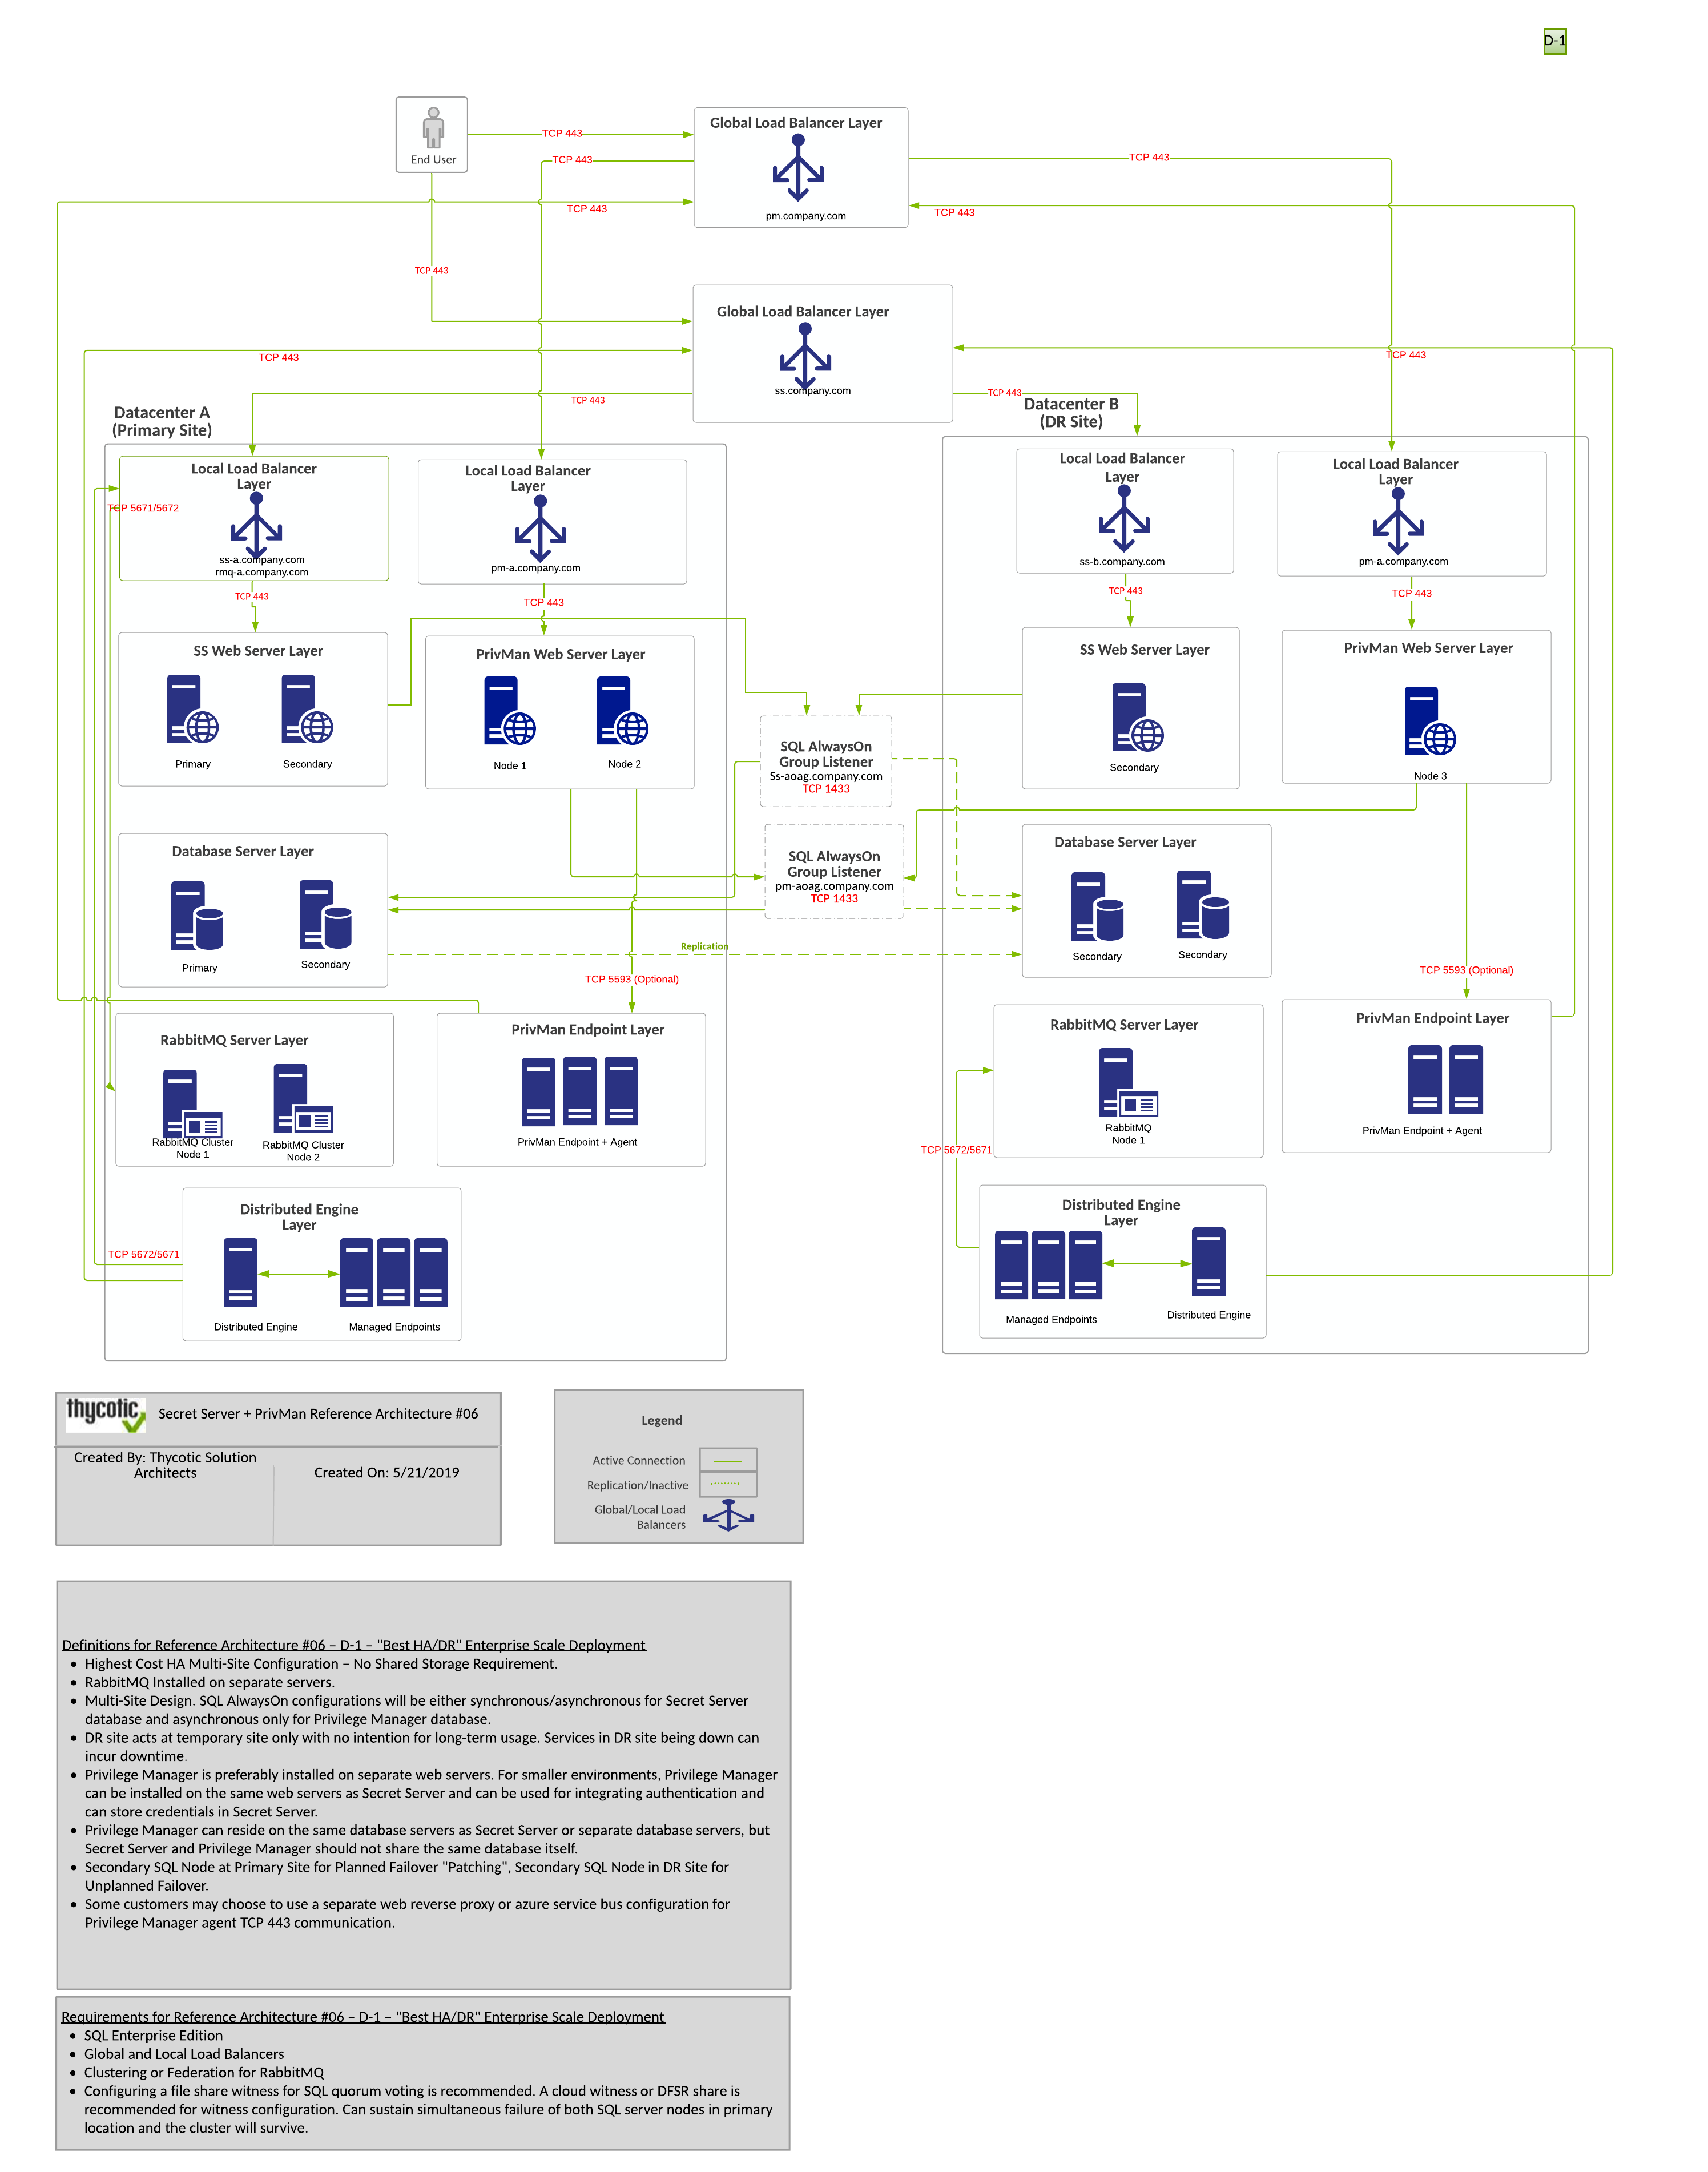 D-1
End User
TCP 443
Global Load Balancer Layer
pm.company.com
TCP 443
TCP 443
TCP 443
TCP 443
TCP 443
Global Load Balancer Layer
ss.company.com
TCP 443
TCP 443
TCP 443
TCP 443
Datacenter A
(Primary Site)
Datacenter B
(DR Site)
Local Load Balancer
Layer
ss-a.company.com
rmq-a.company.com
TCP 5671/5672
Local Load Balancer
Layer
pm-a.company.com
Local Load Balancer
Layer
ss-b.company.com
Local Load Balancer
Layer
pm-a.company.com
TCP 443
TCP 443
TCP 443
TCP 443
SS Web Server Layer
Primary
Secondary
PrivMan Web Server Layer
Node 1
Node 2
SQL AlwaysOn
Group Listener
Ss-aoag.company.com
TCP 1433
SS Web Server Layer
Secondary
PrivMan Web Server Layer
Node 3
SQL AlwaysOn
Group Listener
pm-aoag.company.com
TCP 1433
Database Server Layer
Primary
Secondary
Database Server Layer
Secondary
Secondary
Replication
TCP 5593 (Optional)
TCP 5593 (Optional)
RabbitMQ Server Layer
RabbitMQ Cluster
Node 1
RabbitMQ Cluster
Node 2
PrivMan Endpoint Layer
PrivMan Endpoint + Agent
RabbitMQ Server Layer
RabbitMQ
Node 1
PrivMan Endpoint Layer
PrivMan Endpoint + Agent
TCP 5672/5671
TCP 5672/5671
Distributed Engine
Layer
Distributed Engine
Managed Endpoints
Distributed Engine
Layer
Managed Endpoints
Distributed Engine
thycotic
Secret Server + PrivMan Reference Architecture #06
Created By: Thycotic Solution
Architects
Created On: 5/21/2019
Legend
Active Connection
Replication/Inactive
Global/Local Load
Balancers
Definitions for Reference Architecture #06 – D-1 – "Best HA/DR" Enterprise Scale Deployment
• Highest Cost HA Multi-Site Configuration – No Shared Storage Requirement.
• RabbitMQ Installed on separate servers.
• Multi-Site Design. SQL AlwaysOn configurations will be either synchronous/asynchronous for Secret Server
database and asynchronous only for Privilege Manager database.
• DR site acts at temporary site only with no intention for long-term usage. Services in DR site being down can
incur downtime.
• Privilege Manager is preferably installed on separate web servers. For smaller environments, Privilege Manager
can be installed on the same web servers as Secret Server and can be used for integrating authentication and
can store credentials in Secret Server.
• Privilege Manager can reside on the same database servers as Secret Server or separate database servers, but
Secret Server and Privilege Manager should not share the same database itself.
• Secondary SQL Node at Primary Site for Planned Failover "Patching", Secondary SQL Node in DR Site for
Unplanned Failover.
• Some customers may choose to use a separate web reverse proxy or azure service bus configuration for
Privilege Manager agent TCP 443 communication.
Requirements for Reference Architecture #06 – D-1 – "Best HA/DR" Enterprise Scale Deployment
• SQL Enterprise Edition
• Global and Local Load Balancers
• Clustering or Federation for RabbitMQ
• Configuring a file share witness for SQL quorum voting is recommended. A cloud witness or DFSR share is
recommended for witness configuration. Can sustain simultaneous failure of both SQL server nodes in primary
location and the cluster will survive.